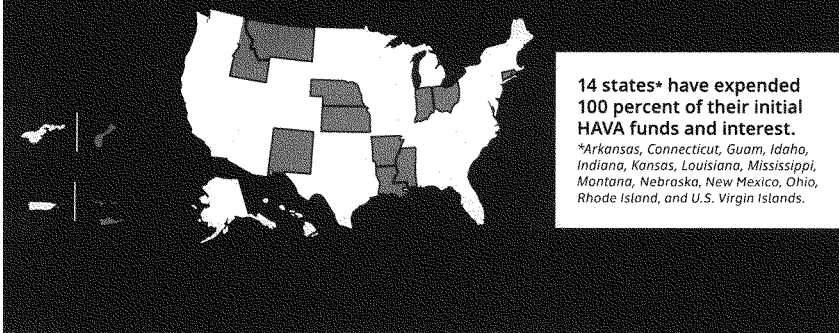 14 states* have expended
100 percent of their initial
HAVA funds and interest.
*Arkansas, Connecticut, Guam, Idaho,
Indiana, Kansas, Louisiana, Mississippi,
Montana, Nebraska, New Mexico, Ohio,
Rhode Island, and U.S. Virgin Islands.